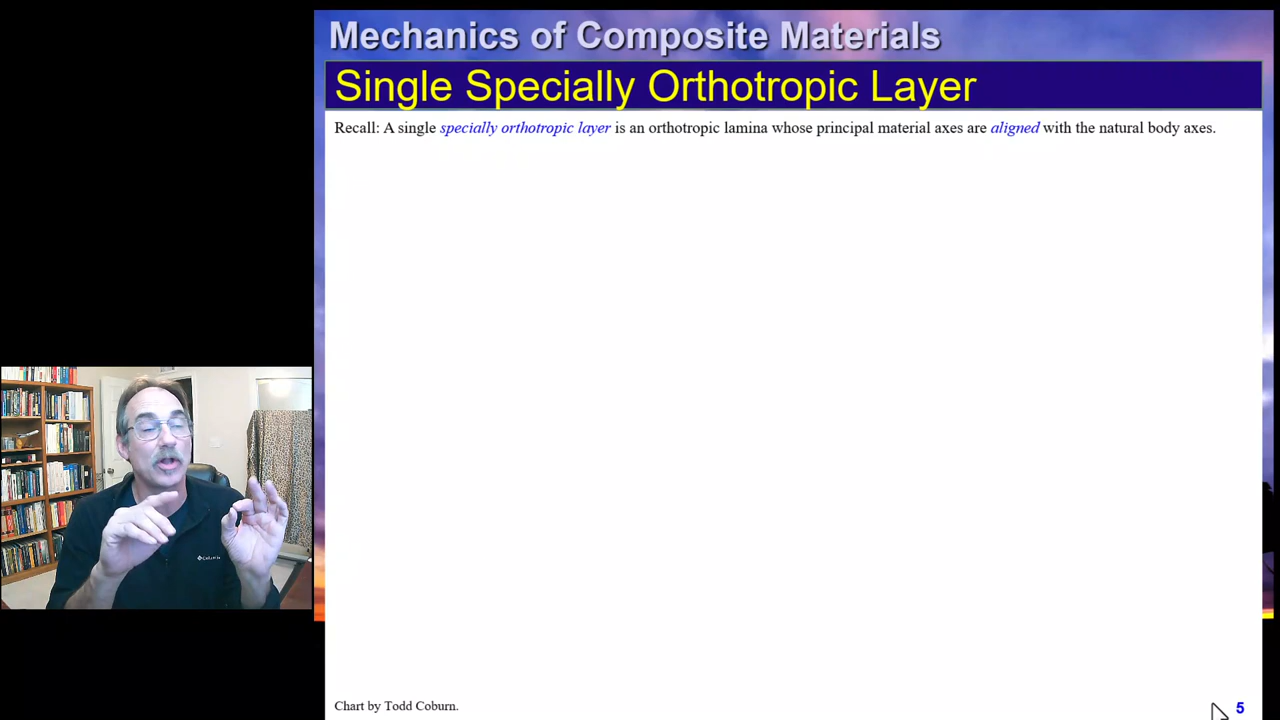 Mechanics of Composite Materials
Single Specially Orthotropic Layer
Recall: A single specially orthotropic layer is an orthotropic lamina whose principal material axes are aligned with the natural body axes.
Columbia
Chart by Todd Coburn.
5